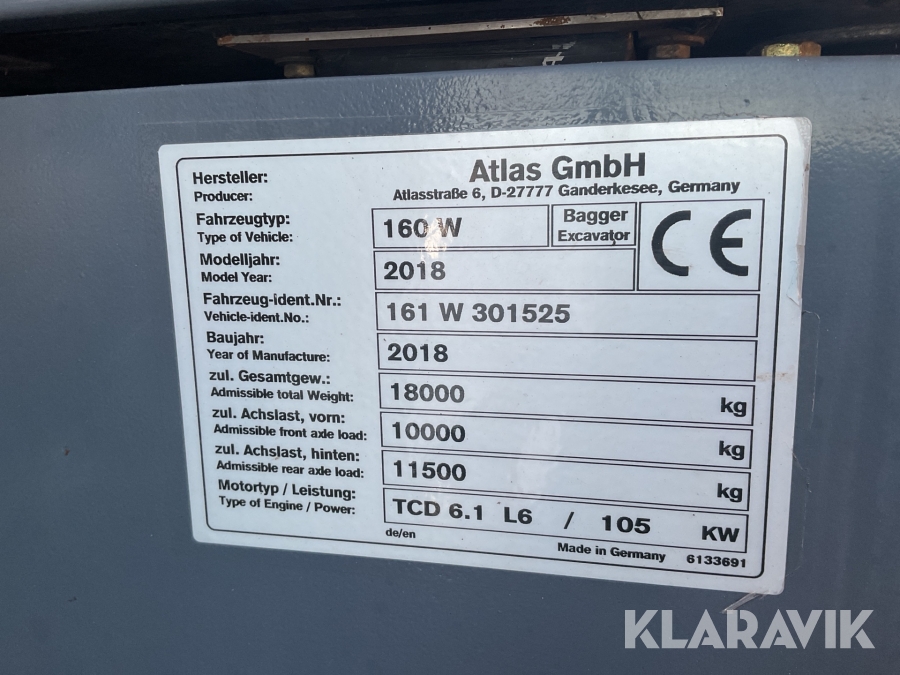 Hersteller: Atlas GmbH
Producer: Atlasstraße 6, D-27777 Ganderkesee, Germany
Fahrzeugtyp: 160 W Bagger CE
Type of Vehicle: Excavator
Modelljahr: 2018
Model Year:
Fahrzeug-ident.Nr.: 161 W 301525
Vehicle-ident.No.:
Baujahr: 2018
Year of Manufacture:
zul. Gesamtgew.: 18000 kg
Admissible total Weight:
zul. Achslast, vorn: 10000 kg
Admissible front axle load:
zul. Achslast, hinten: 11500 kg
Admissible rear axle load:
Motortyp / Leistung: TCD 6.1 L6 / 105 KW
Type of Engine / Power:
de/en Made in Germany 6133691
KLARAVIK